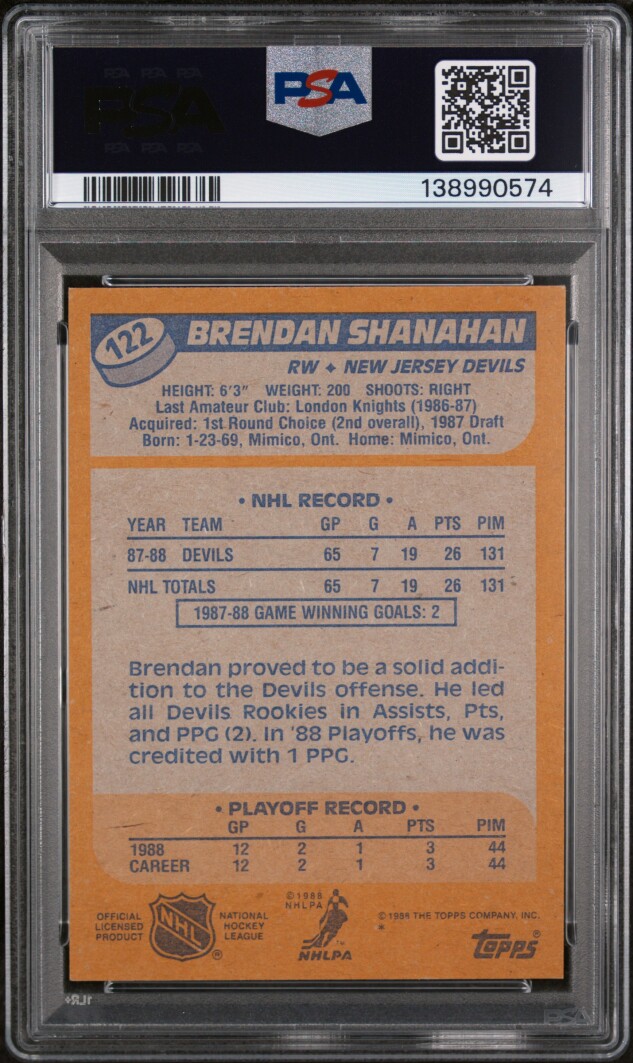 PSA
138990574
122
BRENDAN SHANAHAN
RW ♦ NEW JERSEY DEVILS
HEIGHT: 6'3" WEIGHT: 200 SHOOTS: RIGHT
Last Amateur Club: London Knights (1986-87)
Acquired: 1st Round Choice (2nd overall), 1987 Draft
Born: 1-23-69, Mimico, Ont. Home: Mimico, Ont.
• NHL RECORD •
YEAR TEAM GP G A PTS PIM
87-88 DEVILS 65 7 19 26 131
NHL TOTALS 65 7 19 26 131
1987-88 GAME WINNING GOALS: 2
Brendan proved to be a solid addi-
tion to the Devils offense. He led
all Devils Rookies in Assists, Pts,
and PPG (2). In '88 Playoffs, he was
credited with 1 PPG.
• PLAYOFF RECORD •
GP G A PTS PIM
1988 12 2 1 3 44
CAREER 12 2 1 3 44
OFFICIAL
LICENSED
PRODUCT
NHL
®
NATIONAL
HOCKEY
LEAGUE
©1988
NHLPA
™
NHLPA
©1988 THE TOPPS COMPANY, INC.
*
topps®